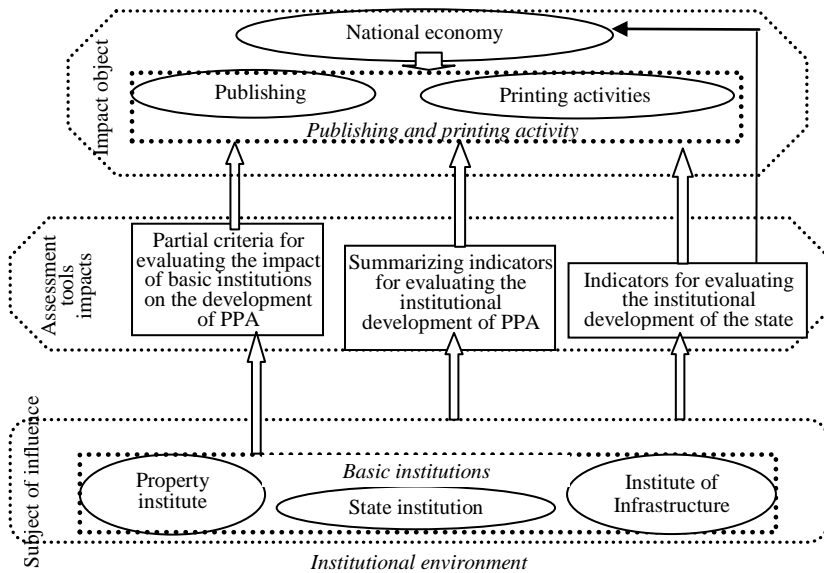 Impact object
National economy
Publishing
Printing activities
Publishing and printing activity
Assessment
tools
impacts
Partial criteria for
evaluating the impact
of basic institutions
on the development
of PPA
Summarizing indicators
for evaluating the
institutional
development of PPA
Indicators for evaluating
the institutional
development of the state
Subject of influence
Basic institutions
Property
institute
State institution
Institute of
Infrastructure
Institutional environment